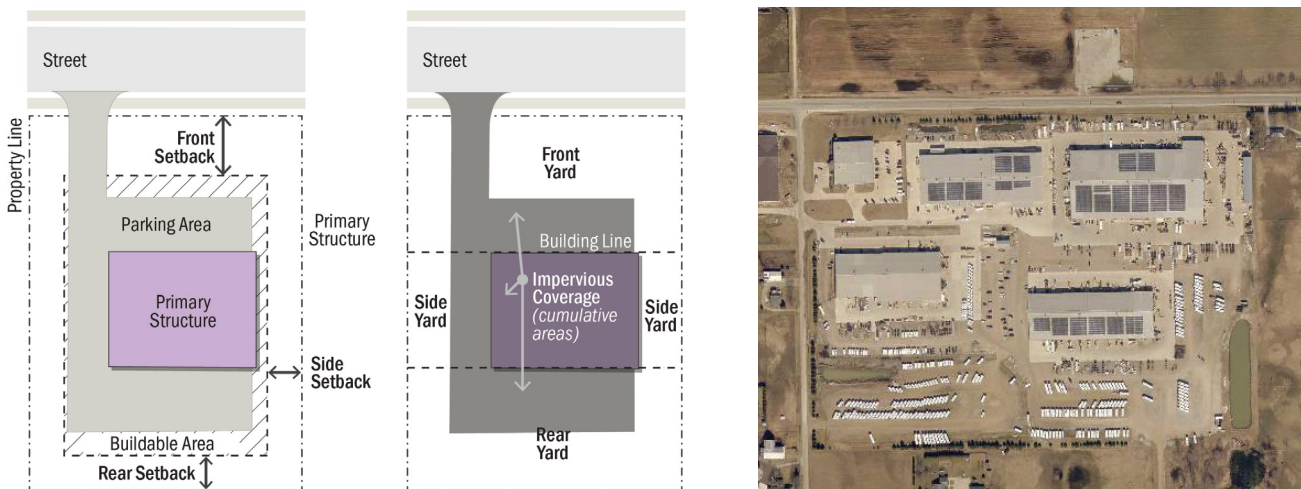 Street
Property Line
Front
Setback
Parking Area
Primary
Structure
Primary
Structure
Side
Setback
Buildable Area
Rear Setback
Street
Front
Yard
Building Line
Impervious
Coverage
(cumulative
areas)
Side
Yard
Side
Yard
Rear
Yard